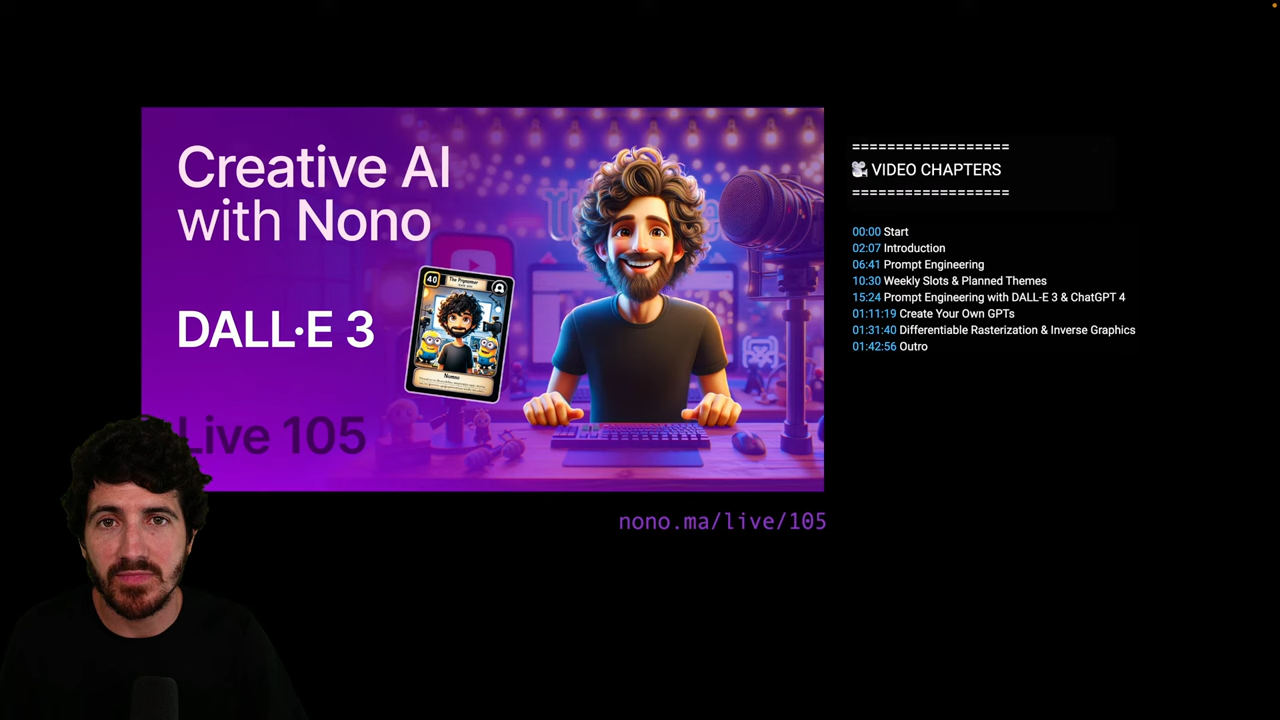 Creative AI
with Nono
DALL·E 3
40
Nomno
Live 105
nono.ma/live/105
==================
VIDEO CHAPTERS
==================
00:00 Start
02:07 Introduction
06:41 Prompt Engineering
10:30 Weekly Slots & Planned Themes
15:24 Prompt Engineering with DALL-E 3 & ChatGPT 4
01:11:19 Create Your Own GPTs
01:31:40 Differentiable Rasterization & Inverse Graphics
01:42:56 Outro